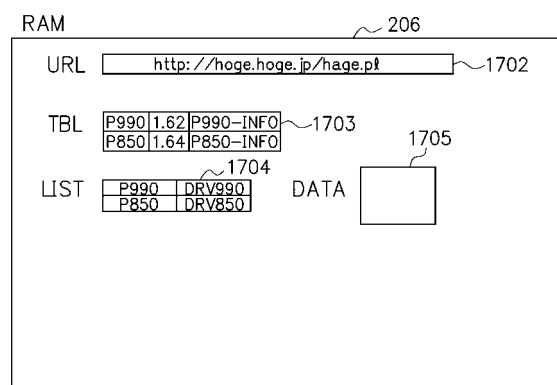 RAM
206
URL http://hoge.hoge.jp/hage.pl 1702
TBL P990 1.62 P990-INFO 1703
P850 1.64 P850-INFO
1704 1705
LIST P990 DRV990 DATA
P850 DRV850